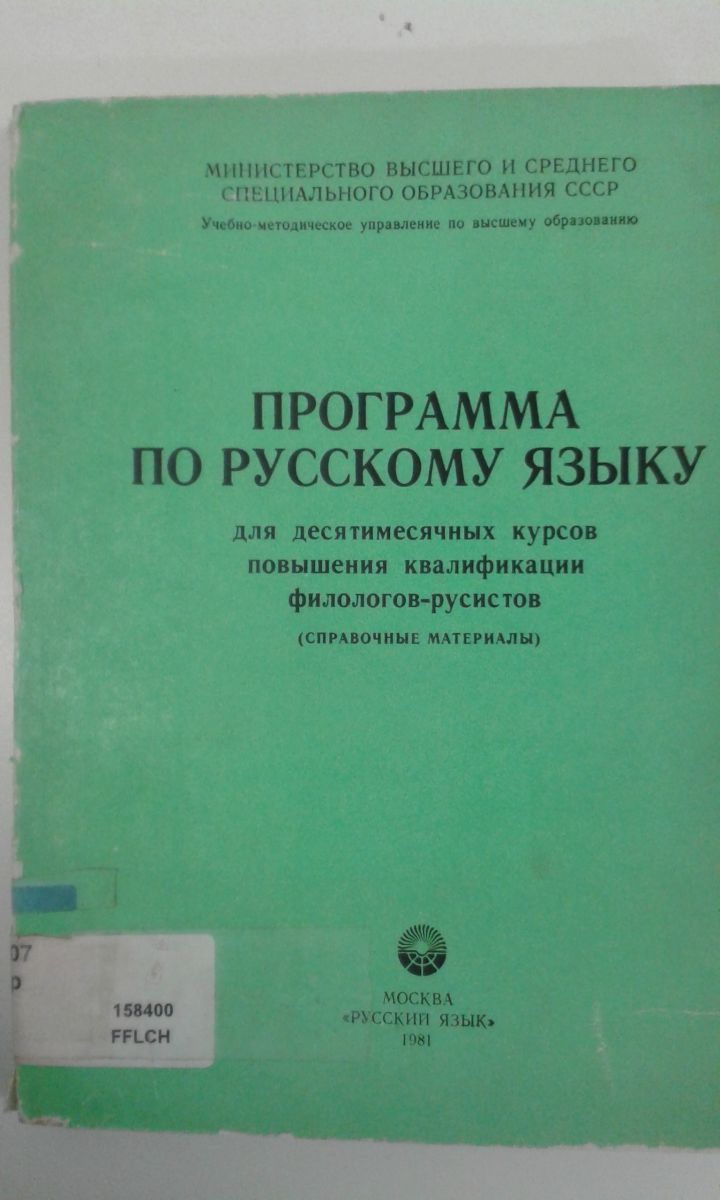 МИНИСТЕРСТВО ВЫСШЕГО И СРЕДНЕГО
СПЕЦИАЛЬНОГО ОБРАЗОВАНИЯ СССР
Учебно-методическое управление по высшему образованию
ПРОГРАММА
ПО РУССКОМУ ЯЗЫКУ
для десятимесячных курсов
повышения квалификации
филологов-русистов
(СПРАВОЧНЫЕ МАТЕРИАЛЫ)
07
р
158400
FFLCH
МОСКВА
«РУССКИЙ ЯЗЫК»
1981